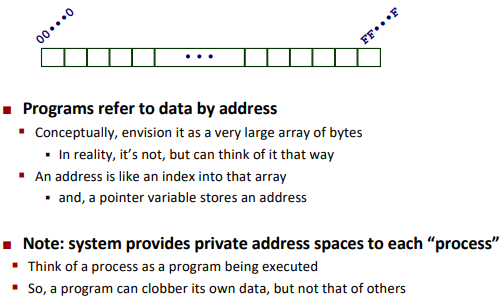 00•••0 FF•••F
•••
Programs refer to data by address
Conceptually, envision it as a very large array of bytes
In reality, it's not, but can think of it that way
An address is like an index into that array
and, a pointer variable stores an address
Note: system provides private address spaces to each “process”
Think of a process as a program being executed
So, a program can clobber its own data, but not that of others